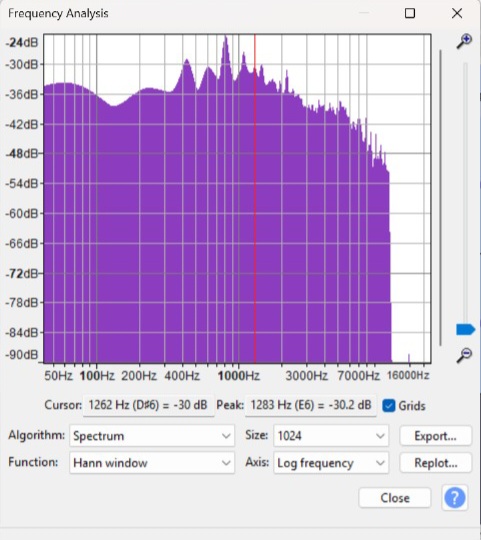 Frequency Analysis
-24dB
-30dB
-36dB
-42dB
-48dB
-54dB
-60dB
-66dB
-72dB
-78dB
-84dB
-90dB
50Hz 100Hz 200Hz 400Hz 1000Hz 3000Hz 7000Hz 16000Hz
Cursor: 1262 Hz (D#6) = -30 dB Peak: 1283 Hz (E6) = -30.2 dB Grids
Algorithm: Spectrum Size: 1024 Export...
Function: Hann window Axis: Log frequency Replot...
Close ?